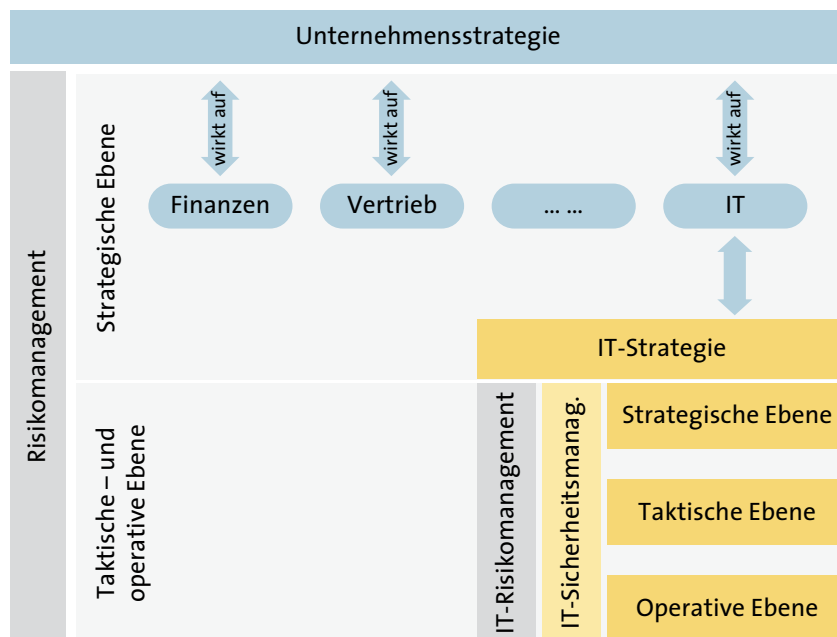 Unternehmensstrategie
Risikomanagement
Strategische Ebene
wirkt auf
wirkt auf
wirkt auf
Finanzen
Vertrieb
... ...
IT
IT-Strategie
Taktische – und
operative Ebene
IT-Risikomanagement
IT-Sicherheitsmanag.
Strategische Ebene
Taktische Ebene
Operative Ebene